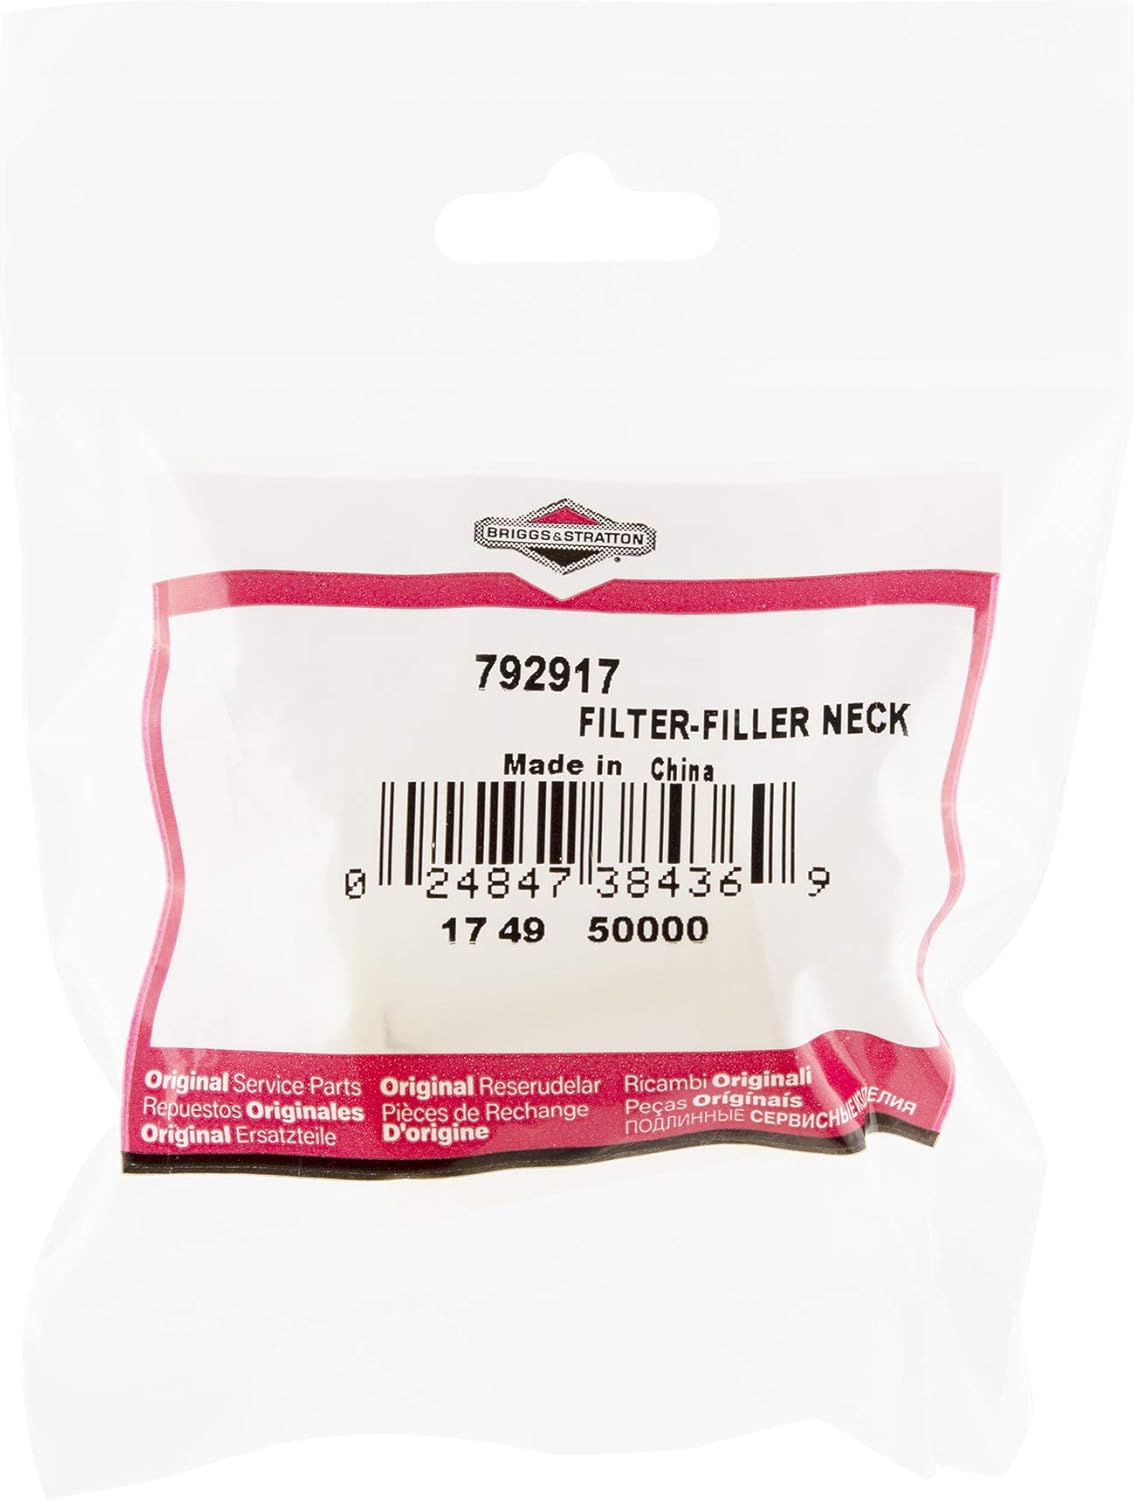 BRIGGS&STRATTON®
792917
FILTER-FILLER NECK
Made in China
0 24847 38436 9
17 49 50000
Original Service Parts
Repuestos Originales
Original Ersatzteile
Original Reserudelar
Pièces de Rechange
D'origine
Ricambi Originali
Peças Originais
ПОДЛИННЫЕ СЕРВИСНЫЕ ИЗДЕЛИЯ